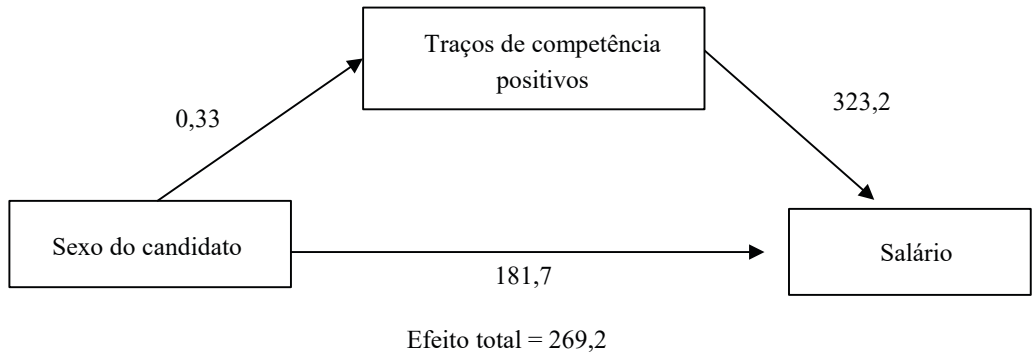 Traços de competência
positivos
0,33
323,2
Sexo do candidato
Salário
181,7
Efeito total = 269,2